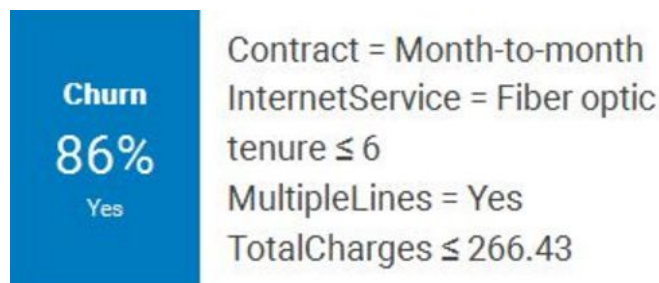 Churn
86%
Yes
Contract = Month-to-month
InternetService = Fiber optic
tenure ≤ 6
MultipleLines = Yes
TotalCharges ≤ 266.43